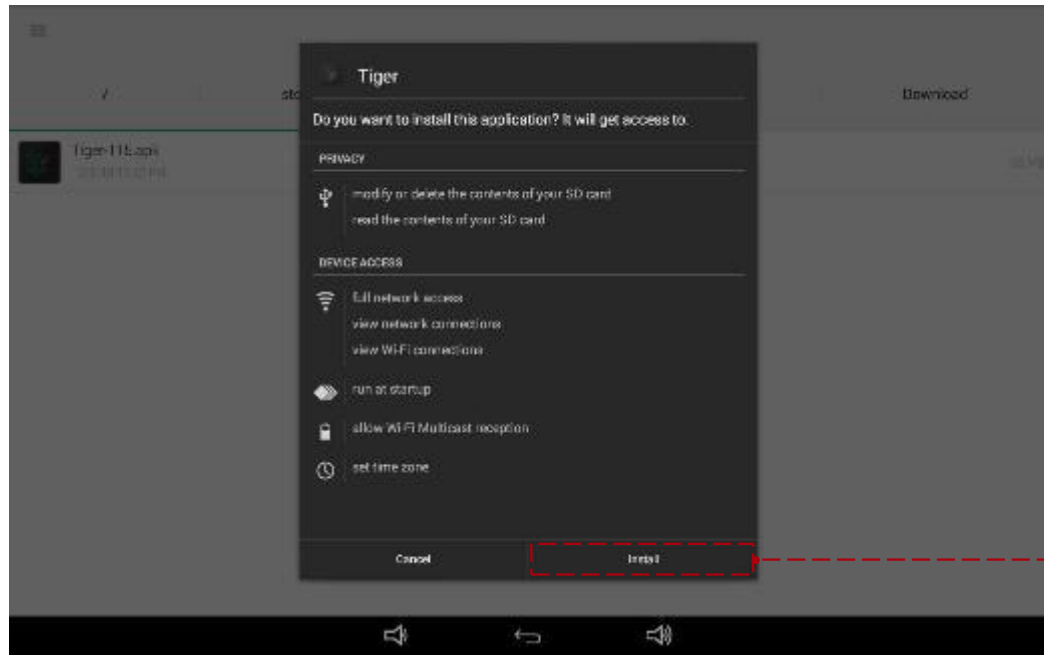 /
Download
Tiger-115.apk
Tiger
Do you want to install this application? It will get access to:
PRIVACY
modify or delete the contents of your SD card
read the contents of your SD card
DEVICE ACCESS
full network access
view network connections
view Wi-Fi connections
run at startup
allow Wi-Fi Multicast reception
set time zone
Cancel
Install